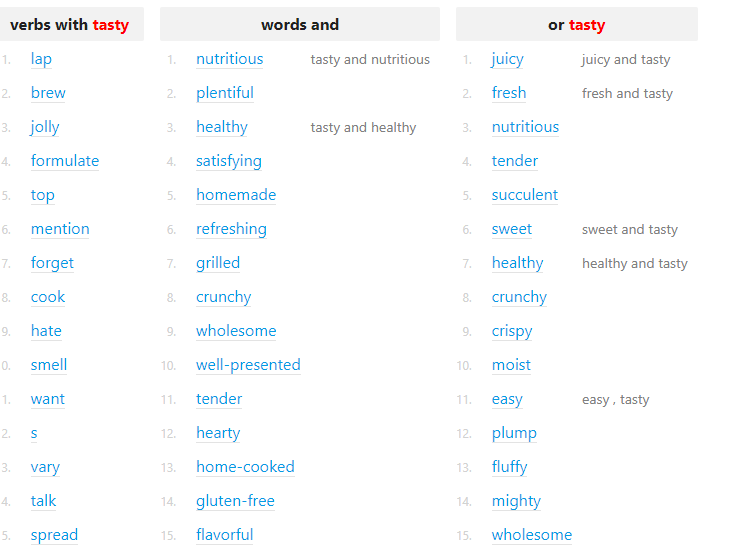 verbs with tasty words and or tasty
1. lap 1. nutritious tasty and nutritious 1. juicy juicy and tasty
2. brew 2. plentiful 2. fresh fresh and tasty
3. jolly 3. healthy tasty and healthy 3. nutritious
4. formulate 4. satisfying 4. tender
5. top 5. homemade 5. succulent
6. mention 6. refreshing 6. sweet sweet and tasty
7. forget 7. grilled 7. healthy healthy and tasty
8. cook 8. crunchy 8. crunchy
9. hate 9. wholesome 9. crispy
0. smell 10. well-presented 10. moist
1. want 11. tender 11. easy easy , tasty
2. s 12. hearty 12. plump
3. vary 13. home-cooked 13. fluffy
4. talk 14. gluten-free 14. mighty
5. spread 15. flavorful 15. wholesome